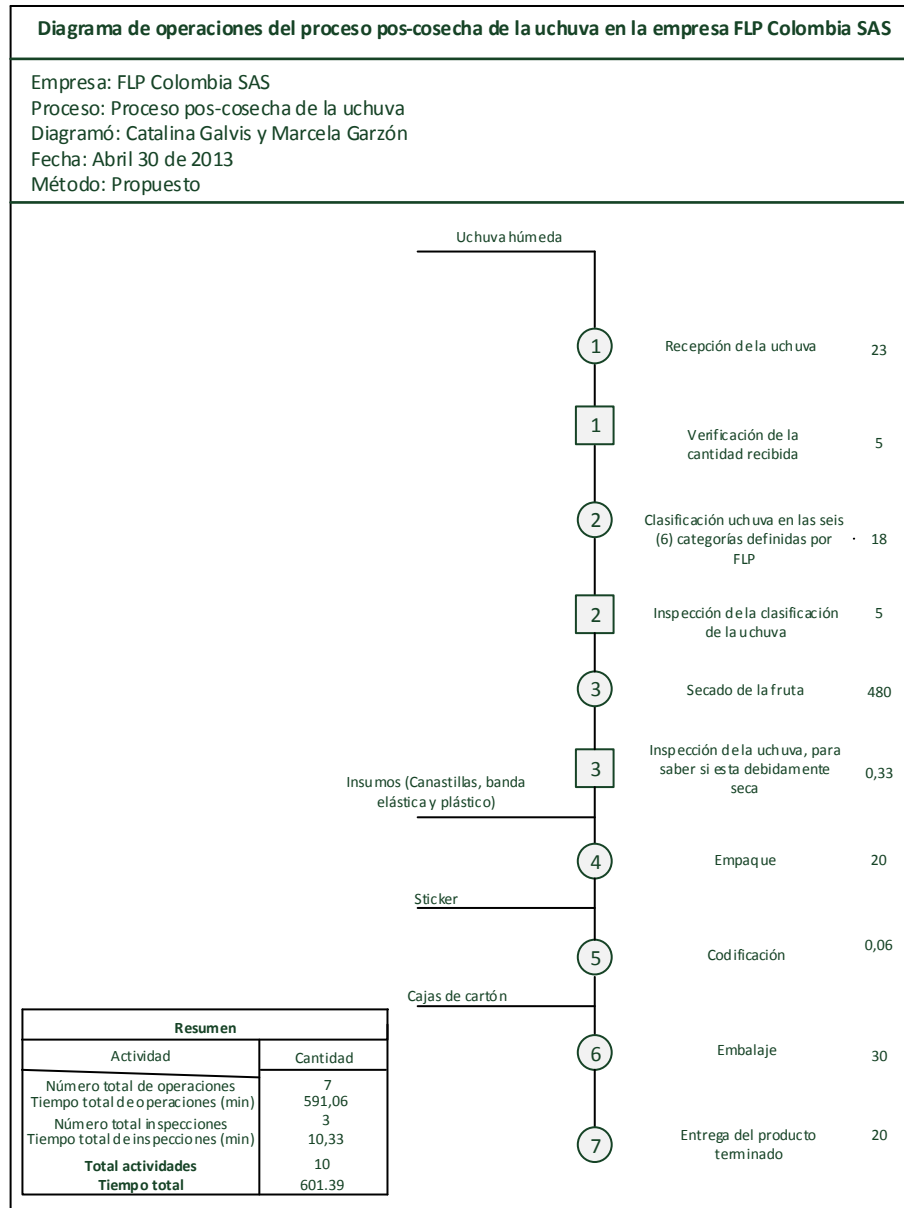 Diagrama de operaciones del proceso pos-cosecha de la uchuva en la empresa FLP Colombia SAS
Empresa: FLP Colombia SAS
Proceso: Proceso pos-cosecha de la uchuva
Diagramó: Catalina Galvis y Marcela Garzón
Fecha: Abril 30 de 2013
Método: Propuesto
Uchuva húmeda
1
Recepción de la uchuva
23
1
Verificación de la
cantidad recibida
5
2
Clasificación uchuva en las seis
(6) categorías definidas por
FLP
18
2
Inspección de la clasificación
de la uchuva
5
3
Secado de la fruta
480
3
Inspección de la uchuva, para
saber si esta debidamente
seca
0,33
Insumos (Canastillas, banda
elástica y plástico)
4
Empaque
20
Sticker
5
Codificación
0,06
Cajas de cartón
6
Embalaje
30
7
Entrega del producto
terminado
20
Resumen
Actividad Cantidad
Número total de operaciones 7
Tiempo total de operaciones (min) 591,06
Número total inspecciones 3
Tiempo total de inspecciones (min) 10,33
Total actividades 10
Tiempo total 601.39